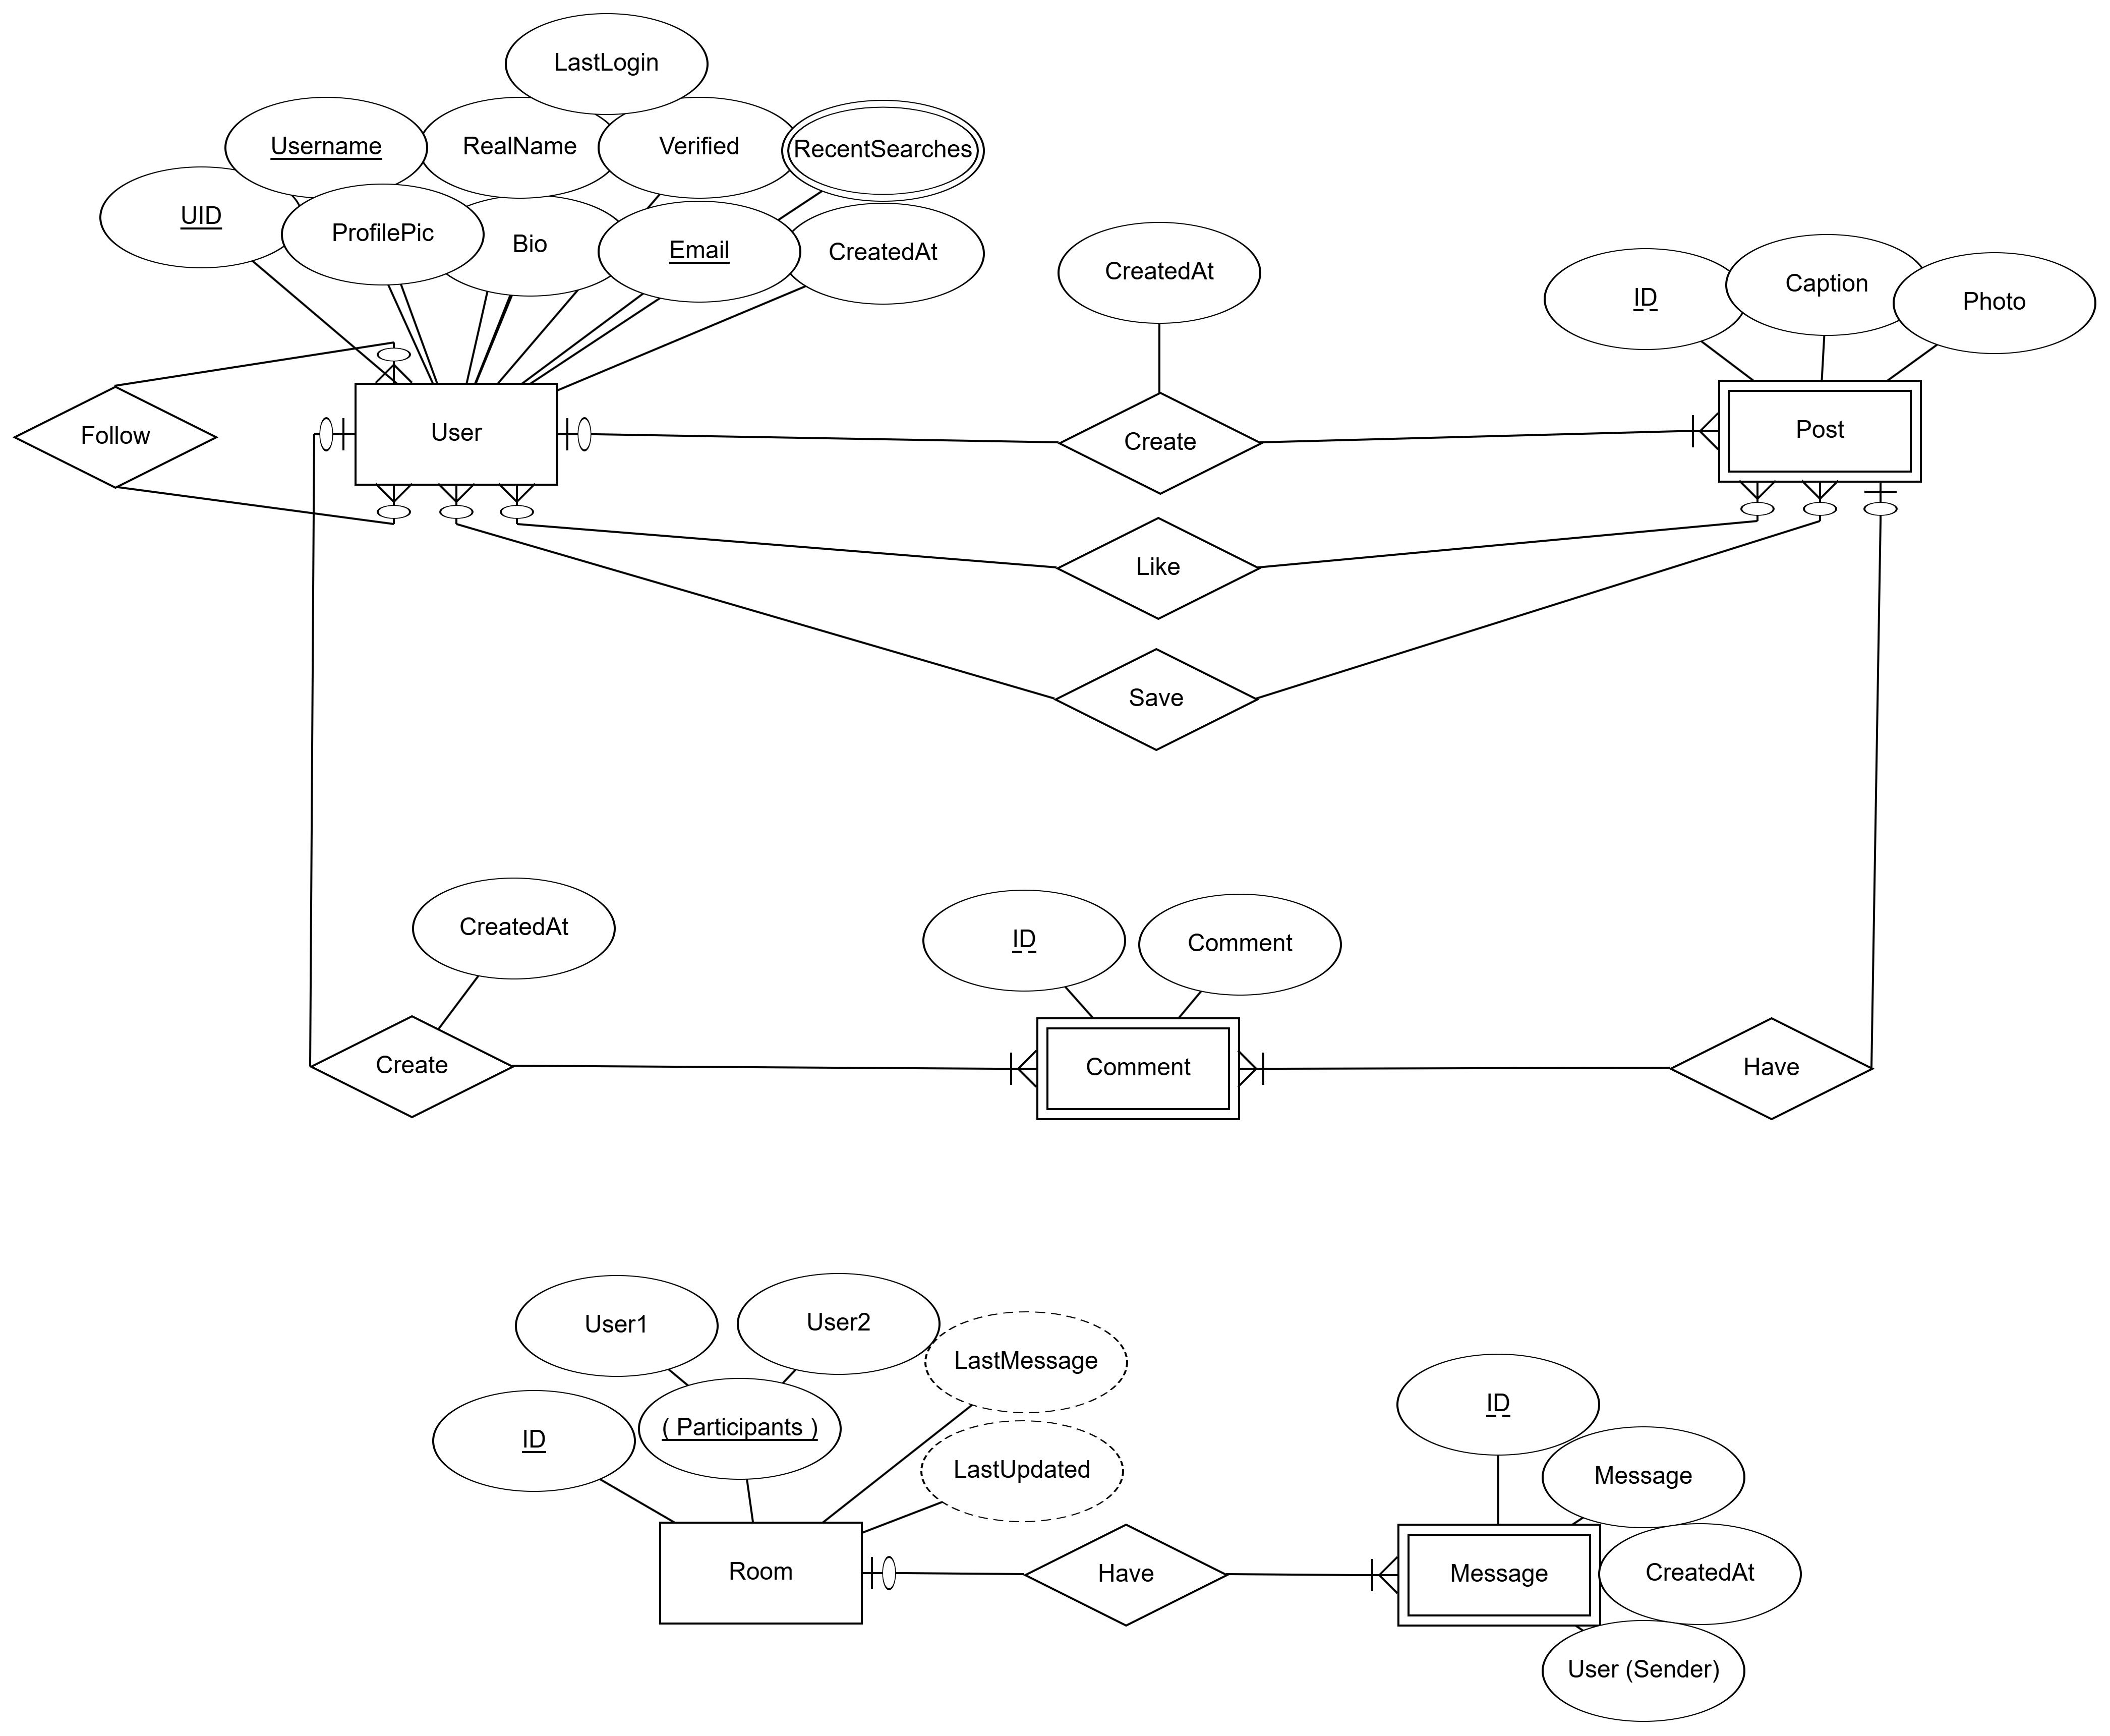 LastLogin
Username
RealName
Verified
RecentSearches
UID
ProfilePic
Bio
Email
CreatedAt
CreatedAt
ID
Caption
Photo
Follow
User
Create
Post
Like
Save
CreatedAt
ID
Comment
Create
Comment
Have
User1
User2
LastMessage
ID
( Participants )
LastUpdated
ID
Message
Room
Have
Message
CreatedAt
User (Sender)